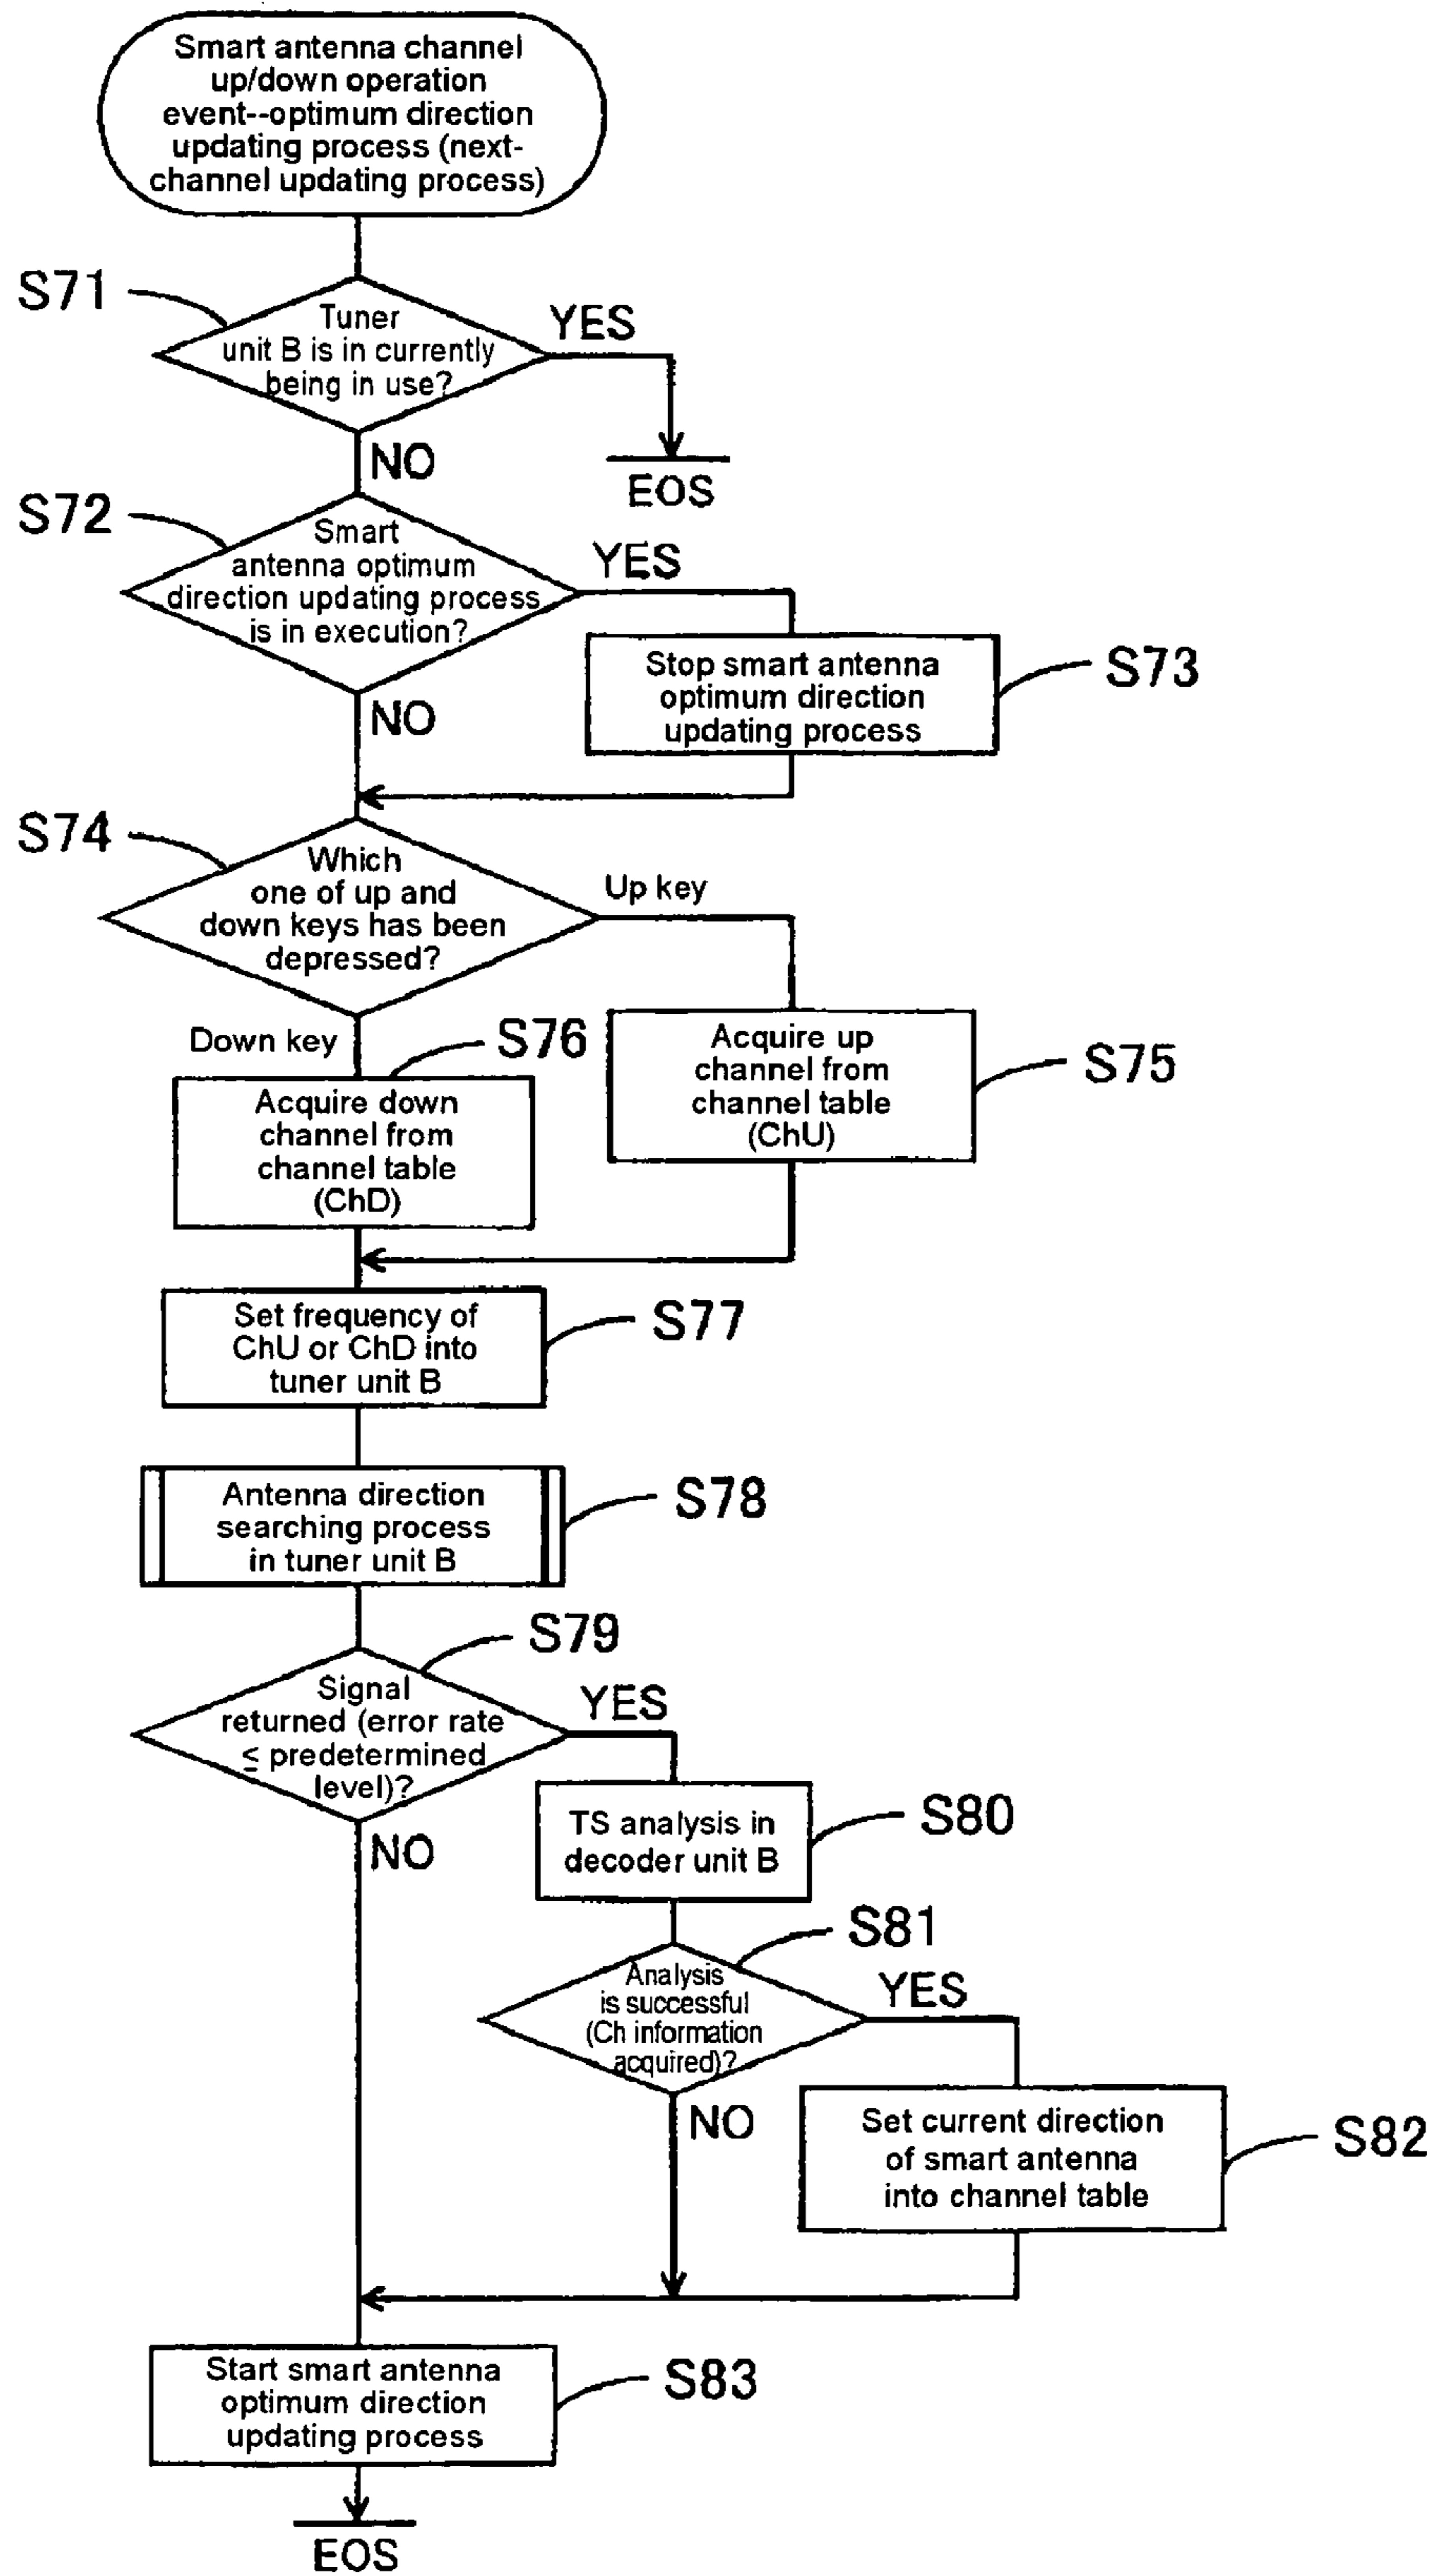 Smart antenna channel
up/down operation
event--optimum direction
updating process (next-
channel updating process)
S71
Tuner
unit B is in currently
being in use?
YES
EOS
NO
S72
Smart
antenna optimum
direction updating process
is in execution?
YES
Stop smart antenna
optimum direction
updating process
S73
NO
S74
Which
one of up and
down keys has been
depressed?
Up key
Down key
S76
Acquire down
channel from
channel table
(ChD)
Acquire up
channel from
channel table
(ChU)
S75
Set frequency of
ChU or ChD into
tuner unit B
S77
Antenna direction
searching process
in tuner unit B
S78
S79
Signal
returned (error rate
≤ predetermined
level)?
YES
NO
TS analysis in
decoder unit B
S80
S81
Analysis
is successful
(Ch information
acquired)?
YES
NO
Set current direction
of smart antenna
into channel table
S82
Start smart antenna
optimum direction
updating process
S83
EOS